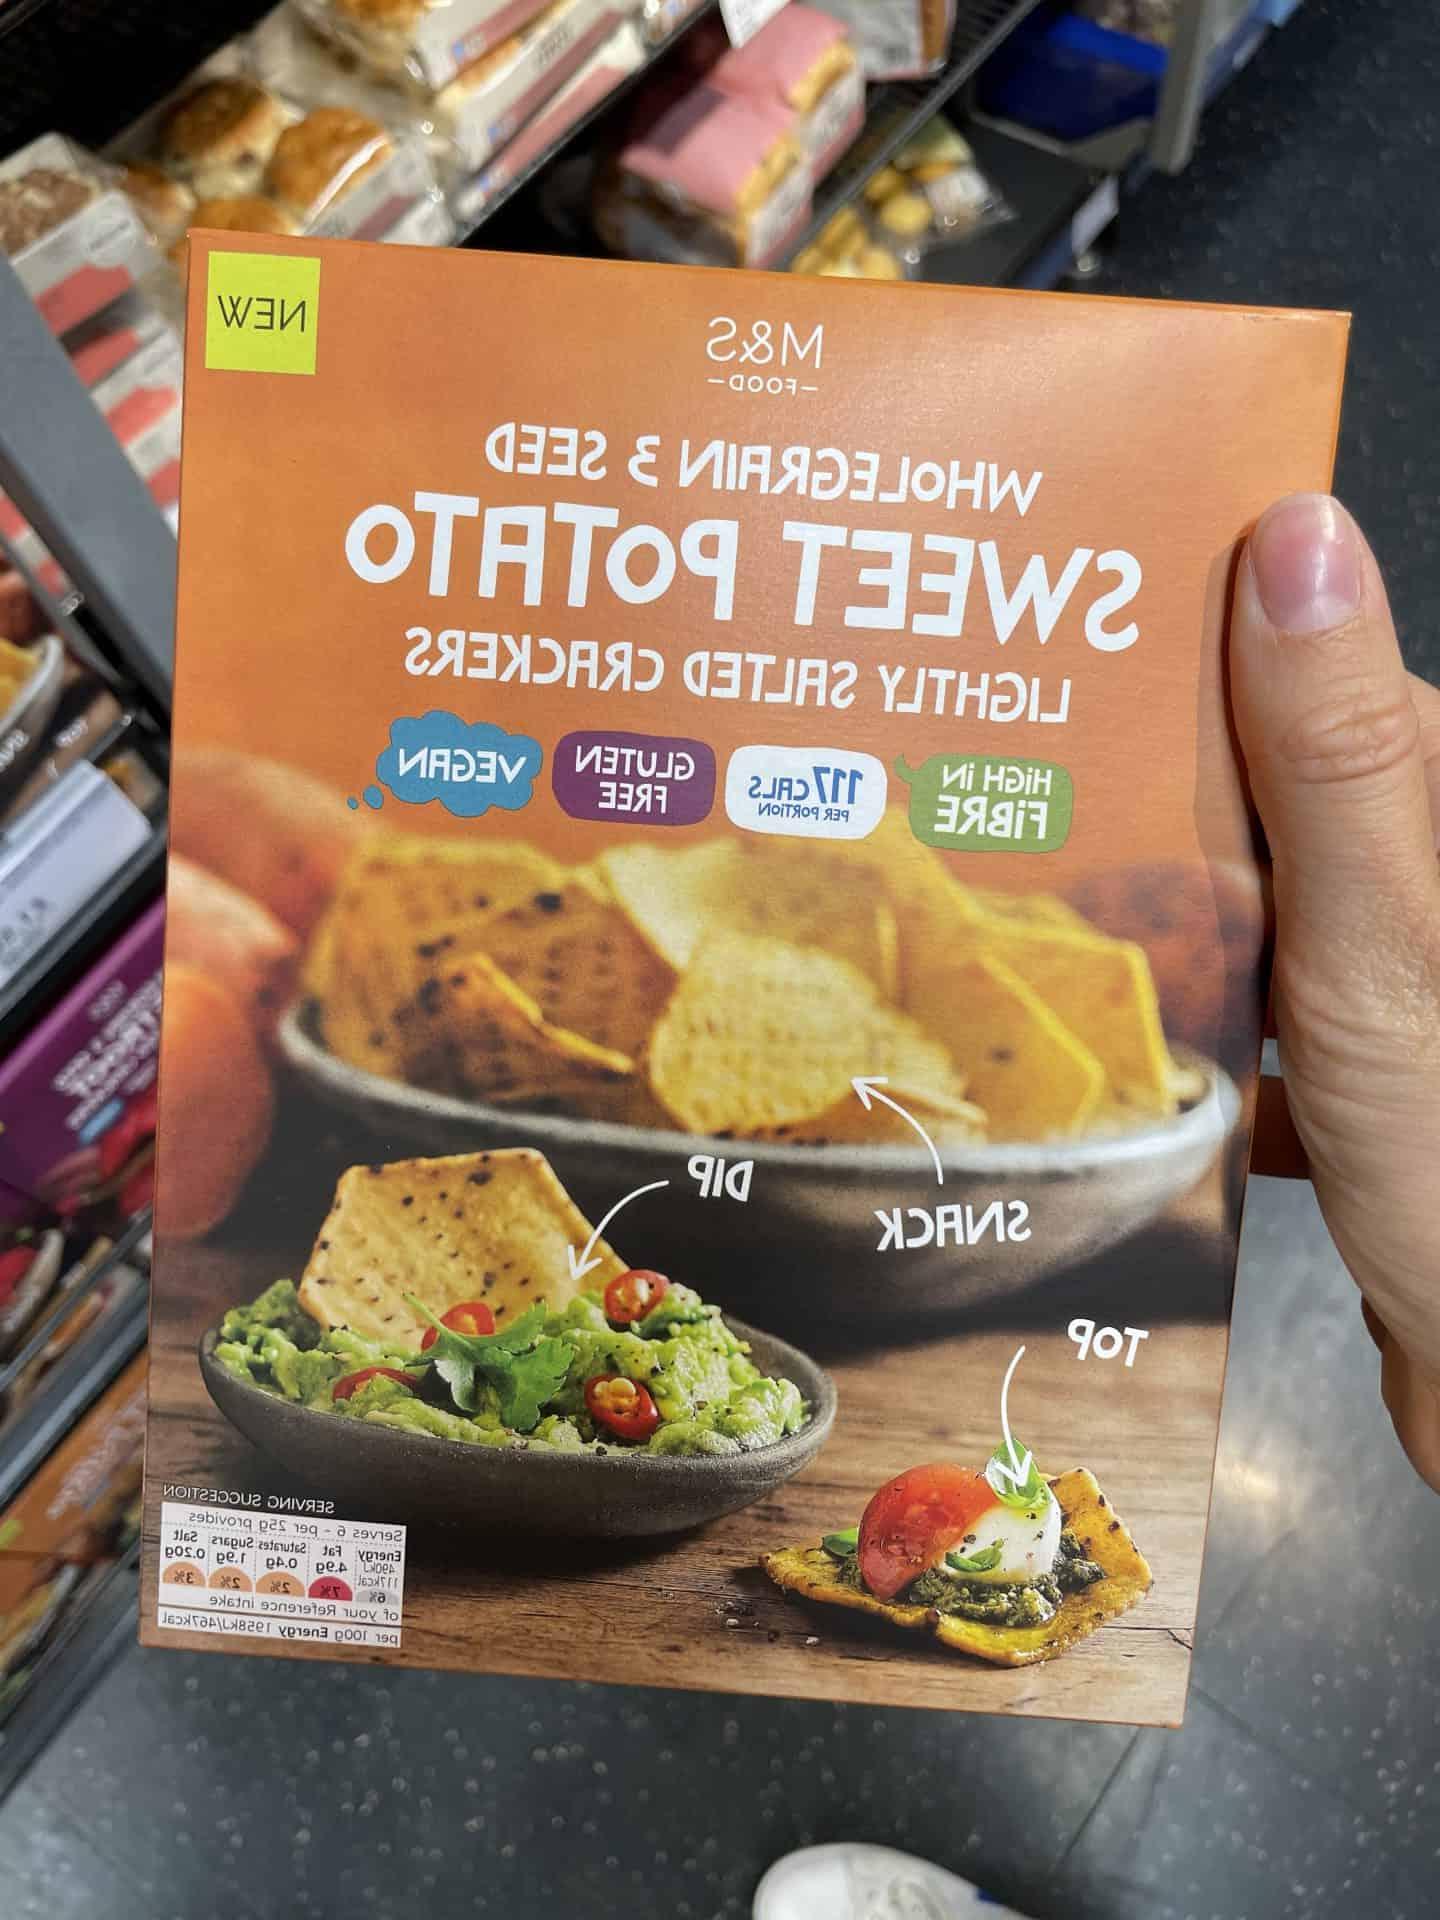 NEW
M&S
–FOOD–
WHOLEGRAIN 3 SEED
SWEET POTATO
LIGHTLY SALTED CRACKERS
HIGH IN
FIBRE
117 CALS
PER PORTION
GLUTEN
FREE
VEGAN
SNACK
DIP
TOP
SERVING SUGGESTION
Serves 6 - per 25g provides
Energy Fat Saturates Sugars Salt
490kJ 4.9g 0.4g 1.9g 0.20g
117kcal
6% 7% 2% 2% 3%
of your Reference intake
per 100g Energy 1958kJ/467kcal